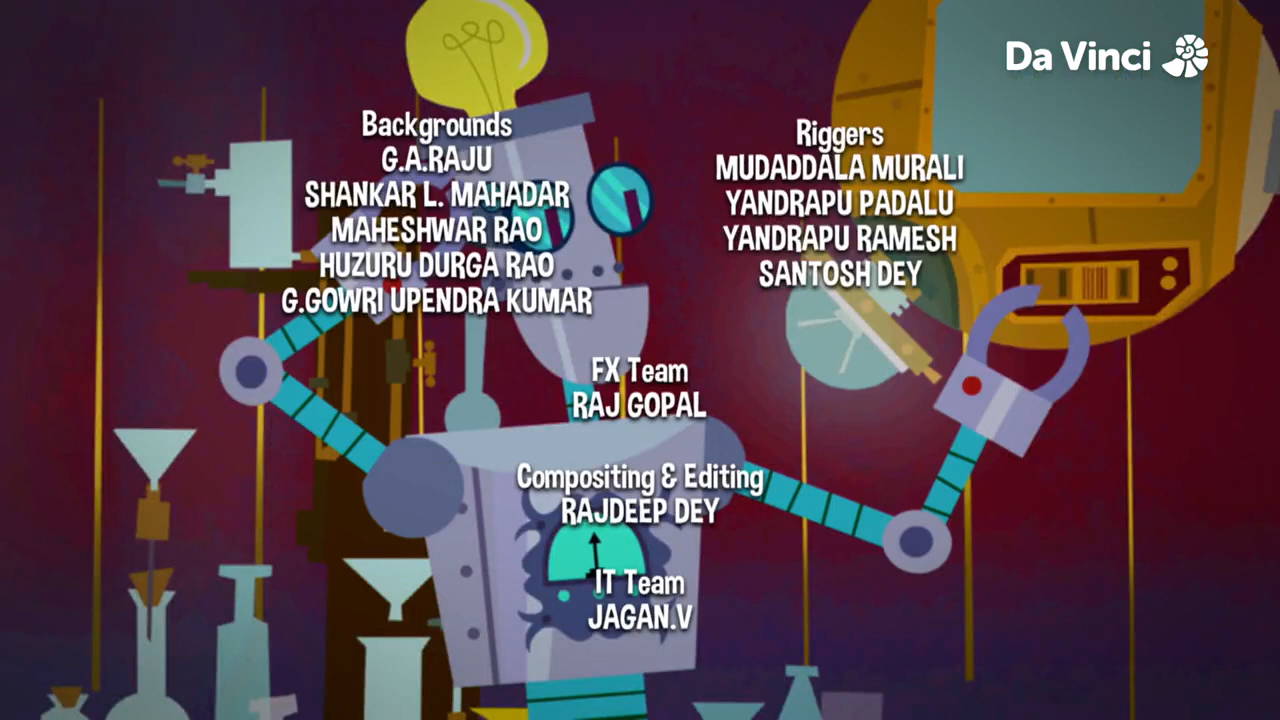 Da Vinci
Backgrounds
G.A.RAJU
SHANKAR L. MAHADAR
MAHESHWAR RAO
HUZURU DURGA RAO
G.GOWRI UPENDRA KUMAR
Riggers
MUDADDALA MURALI
YANDRAPU PADALU
YANDRAPU RAMESH
SANTOSH DEY
FX Team
RAJ GOPAL
Compositing & Editing
RAJDEEP DEY
IT Team
JAGAN.V